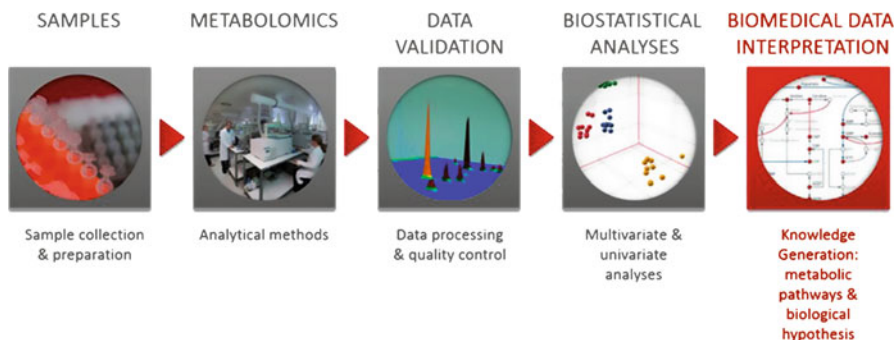 SAMPLES
METABOLOMICS
DATA
VALIDATION
BIOSTATISTICAL
ANALYSES
BIOMEDICAL DATA
INTERPRETATION
Sample collection
& preparation
Analytical methods
Data processing
& quality control
Multivariate &
univariate
analyses
Knowledge
Generation:
metabolic
pathways &
biological
hypothesis